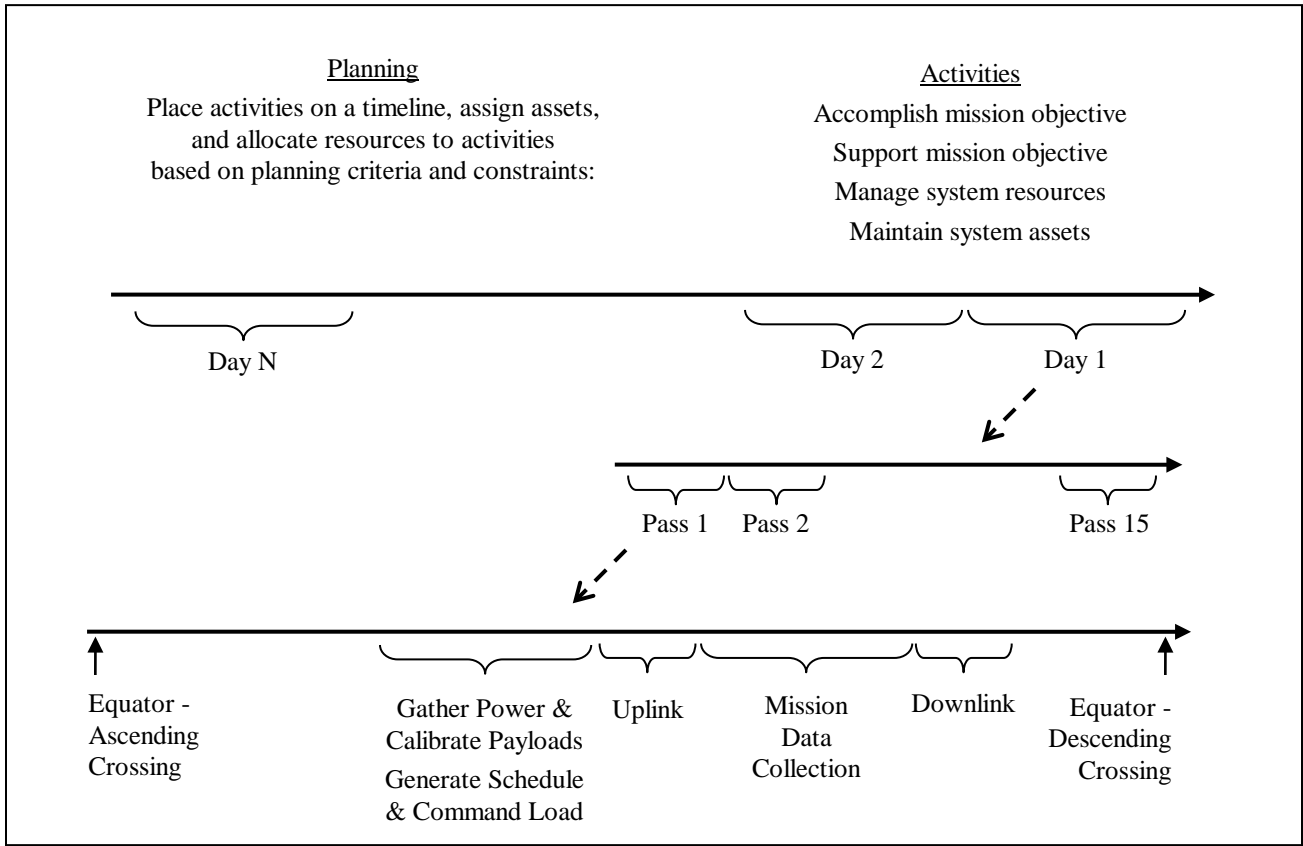 Planning
Place activities on a timeline, assign assets,
and allocate resources to activities
based on planning criteria and constraints:
Activities
Accomplish mission objective
Support mission objective
Manage system resources
Maintain system assets
Day N
Day 2
Day 1
Pass 1
Pass 2
Pass 15
Equator -
Ascending
Crossing
Gather Power &
Calibrate Payloads
Generate Schedule
& Command Load
Uplink
Mission
Data
Collection
Downlink
Equator -
Descending
Crossing